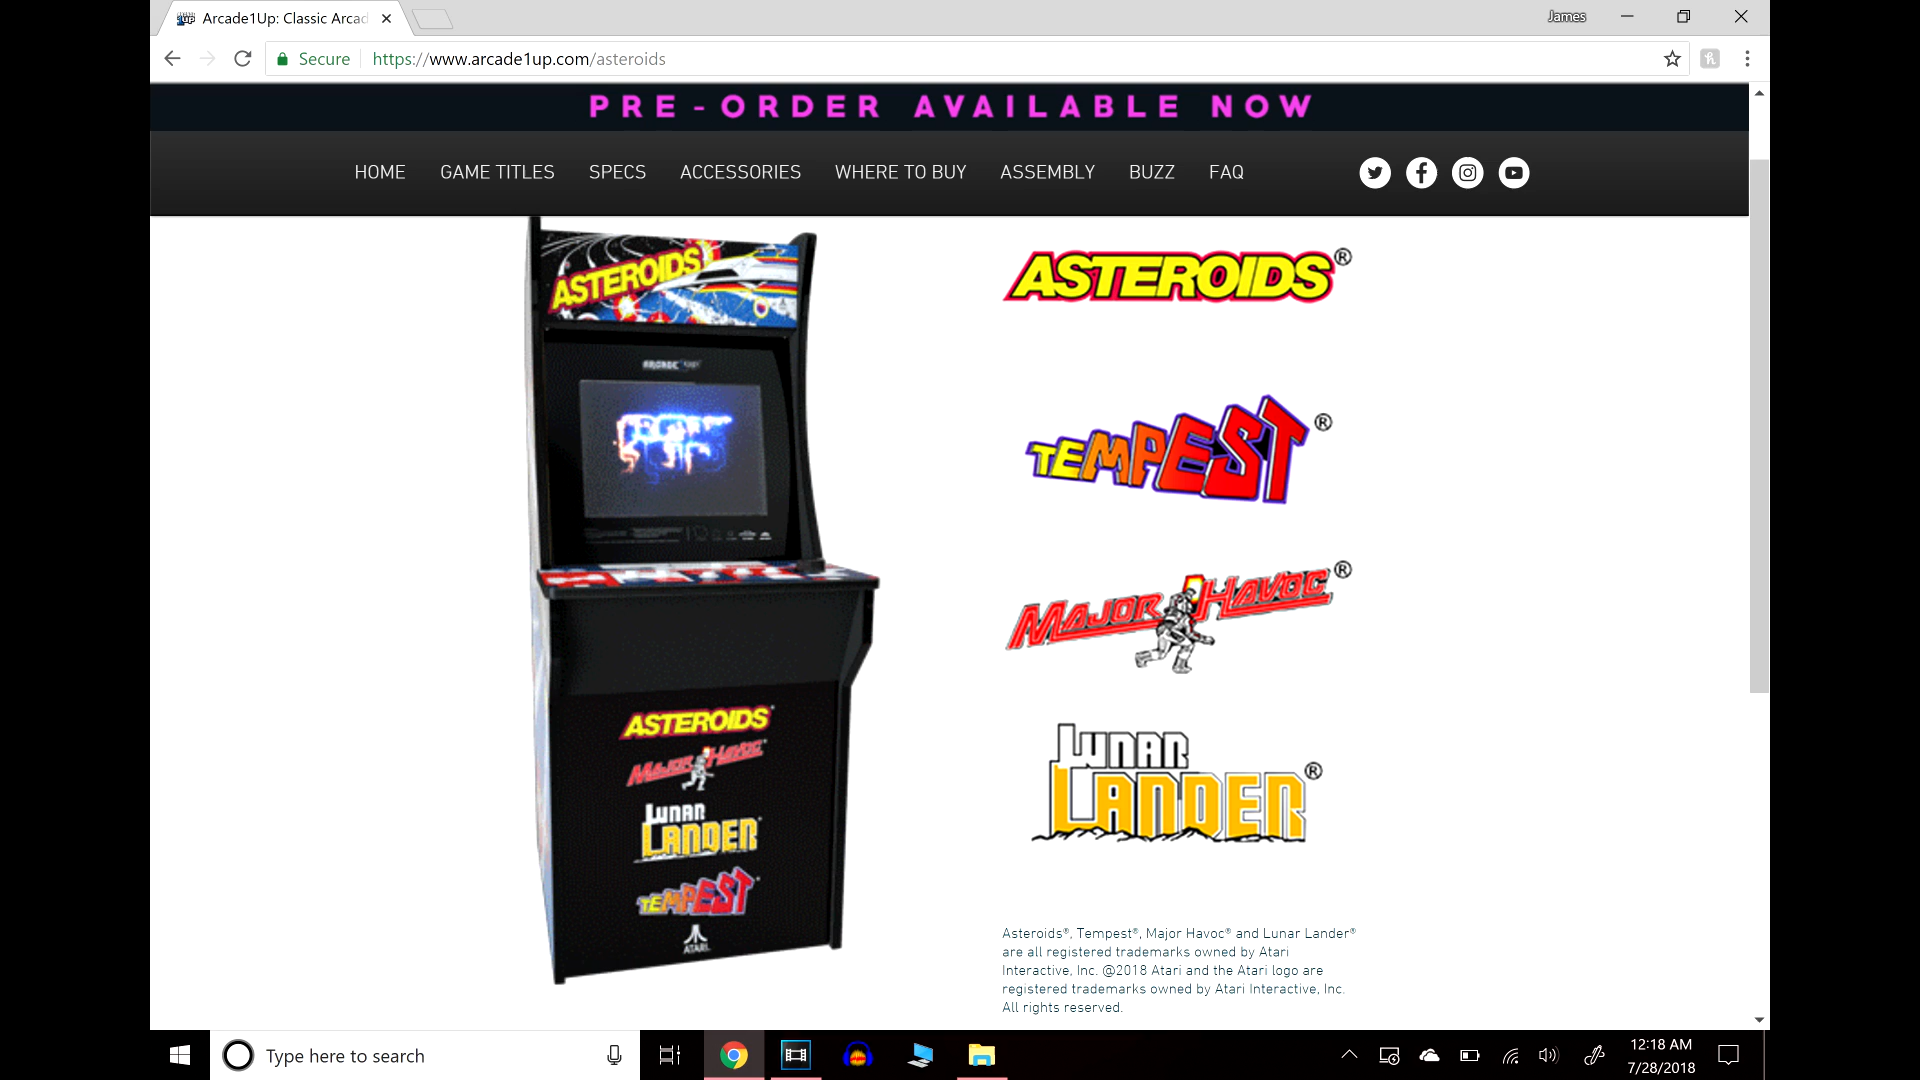 Arcade1Up: Classic Arcad
James
Secure
https://www.arcade1up.com/asteroids
PRE-ORDER AVAILABLE NOW
HOME GAME TITLES SPECS ACCESSORIES WHERE TO BUY ASSEMBLY BUZZ FAQ
ASTEROIDS
ARCADE1UP
ASTEROIDS
MAJOR HAVOC
LUNAR
LANDER
TEMPEST
ATARI
ASTEROIDS®
TEMPEST®
MAJOR HAVOC®
LUNAR
LANDER®
Asteroids®, Tempest®, Major Havoc® and Lunar Lander®
are all registered trademarks owned by Atari
Interactive, Inc. @2018 Atari and the Atari logo are
registered trademarks owned by Atari Interactive, Inc.
All rights reserved.
Type here to search
12:18 AM
7/28/2018